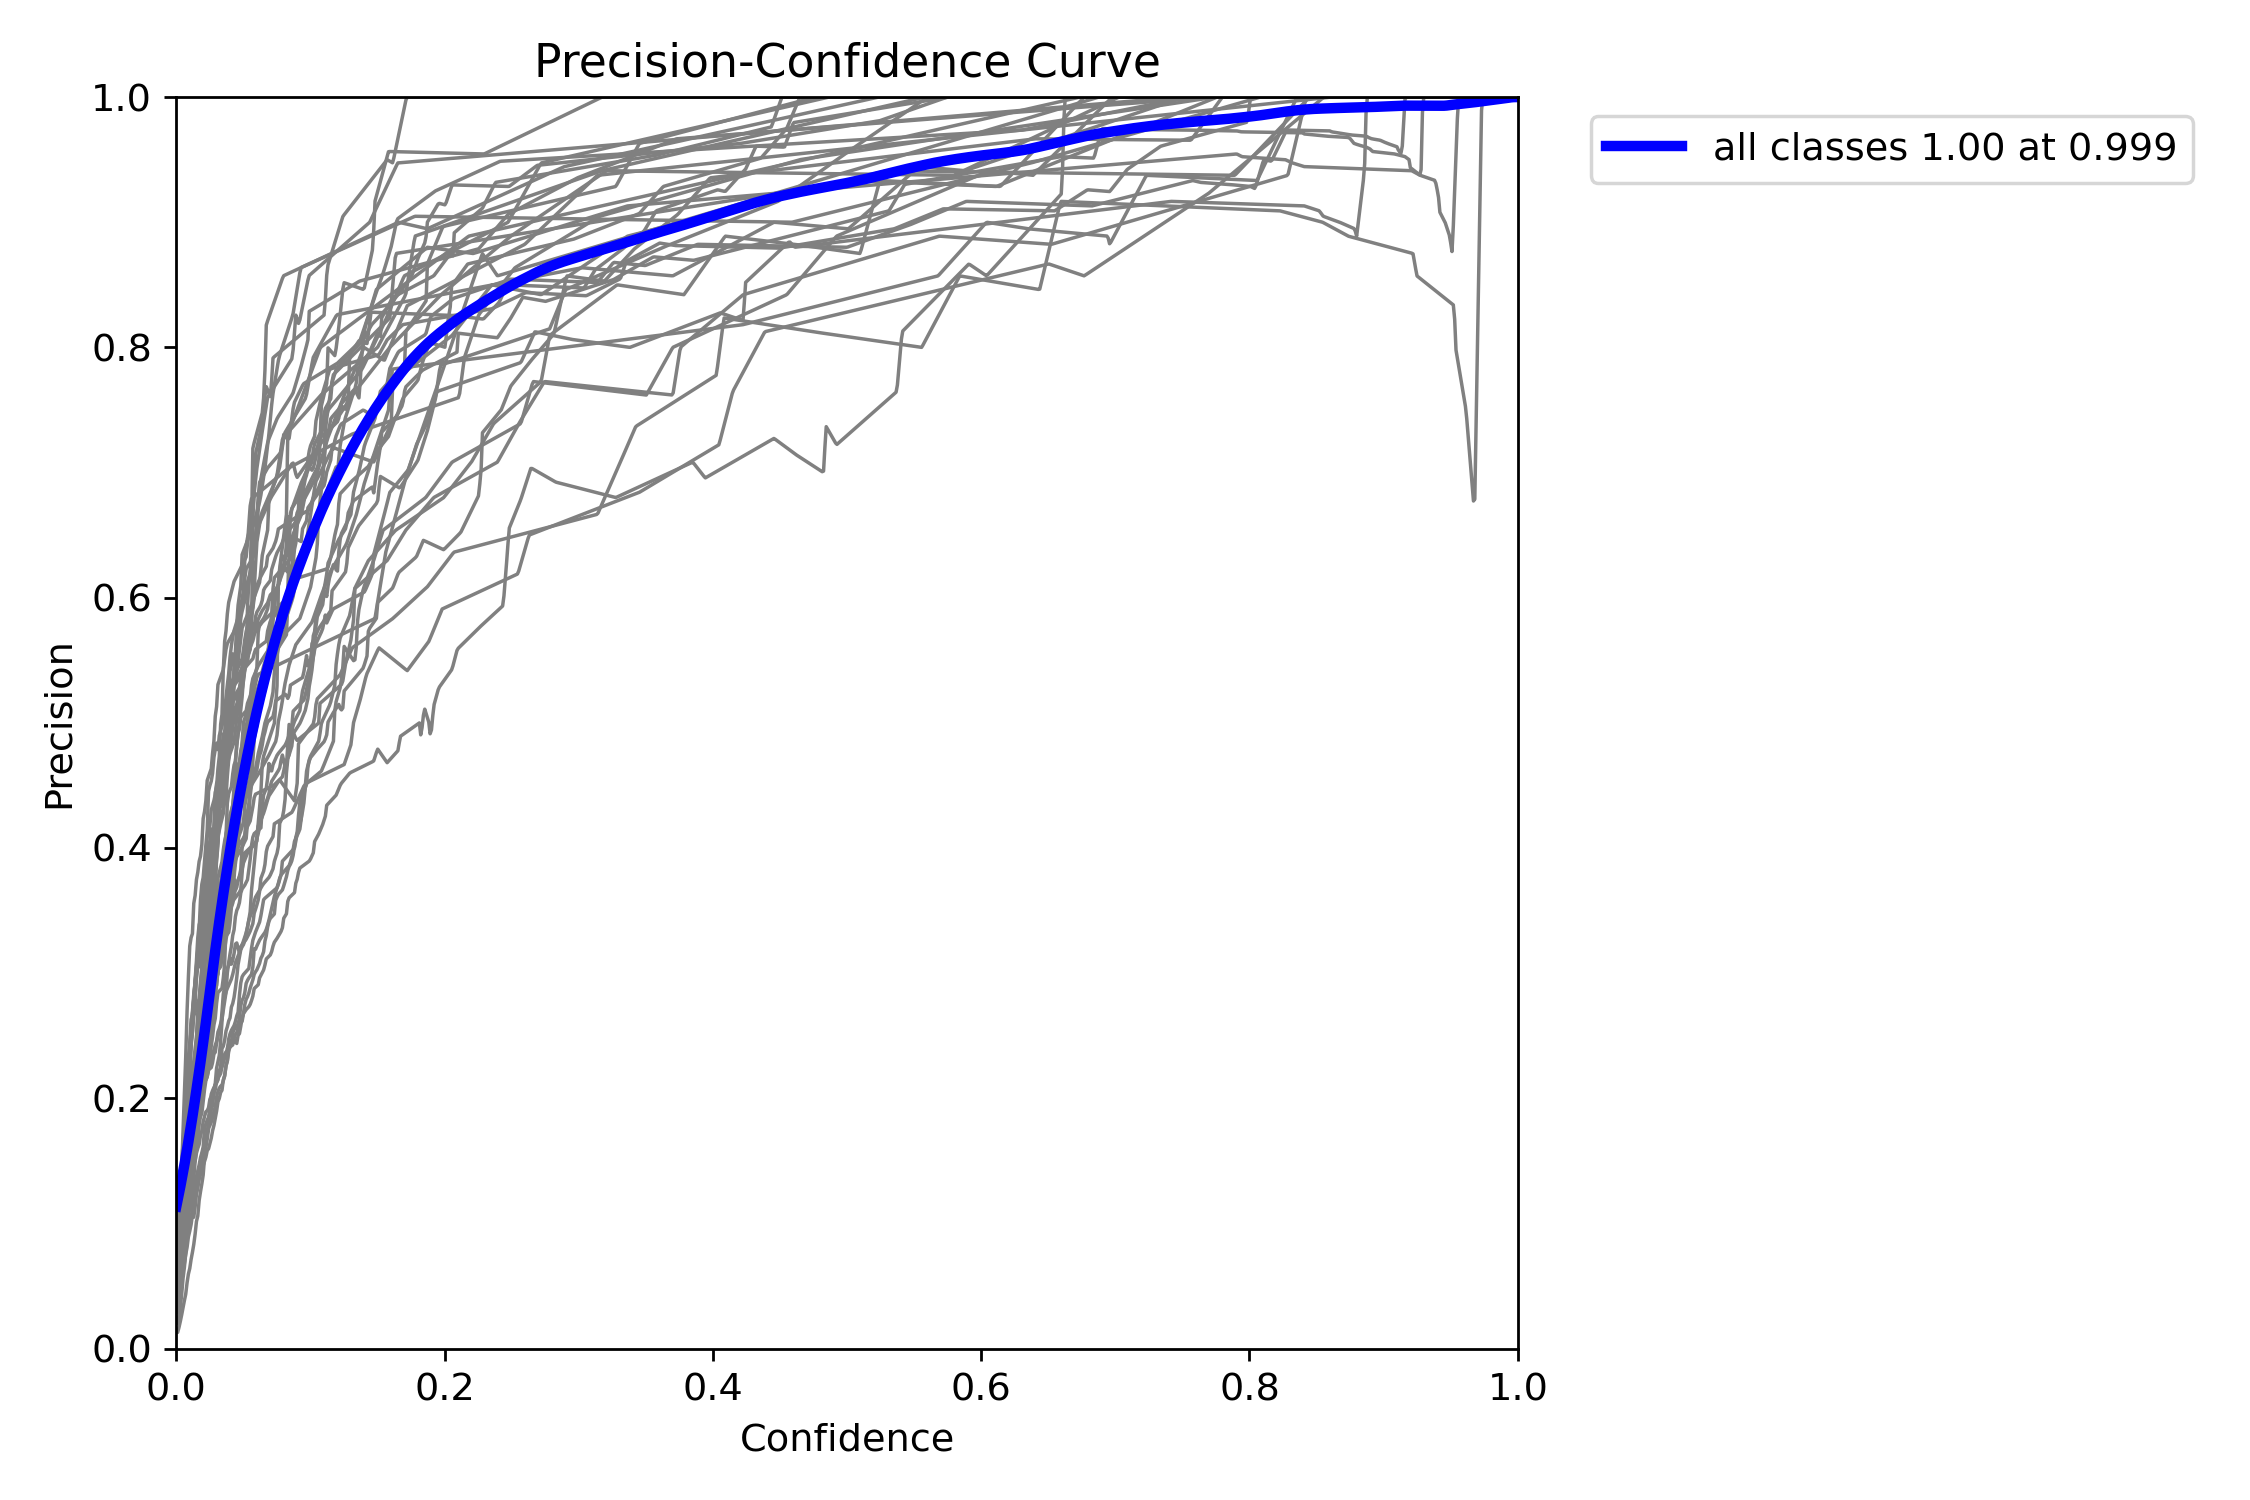 Precision-Confidence Curve
1.0
0.8
0.6
0.4
0.2
0.0
Precision
0.0 0.2 0.4 0.6 0.8 1.0
Confidence
all classes 1.00 at 0.999